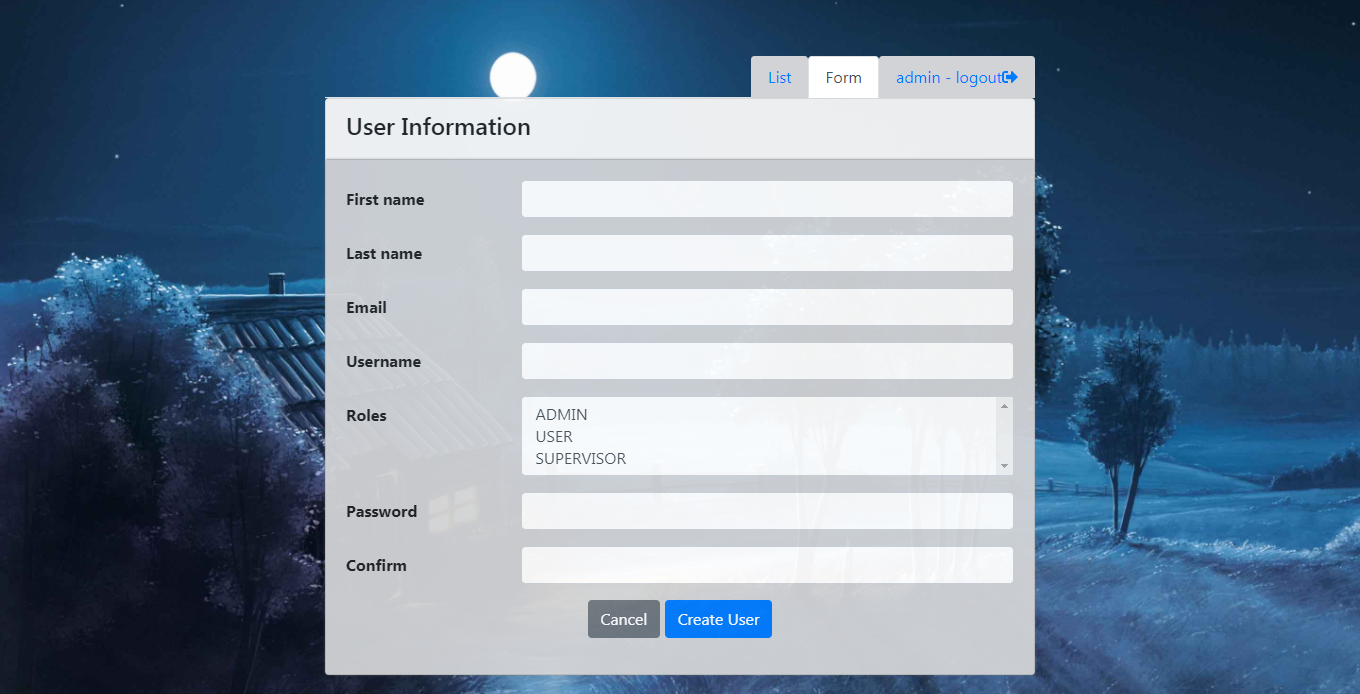 List Form admin - logout
User Information
First name
Last name
Email
Username
Roles
ADMIN
USER
SUPERVISOR
Password
Confirm
Cancel Create User